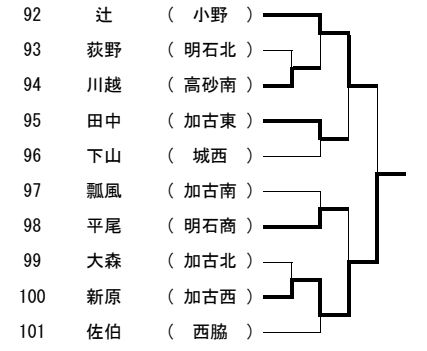 92 辻 ( 小野 )
93 荻野 ( 明石北 )
94 川越 ( 高砂南 )
95 田中 ( 加古東 )
96 下山 ( 城西 )
97 瓢風 ( 加古南 )
98 平尾 ( 明石商 )
99 大森 ( 加古北 )
100 新原 ( 加古西 )
101 佐伯 ( 西脇 )